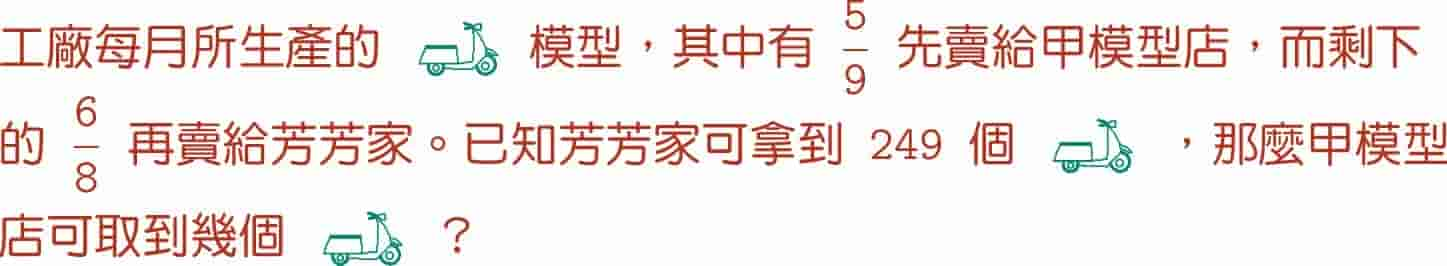 工廠每月所生產的 模型，其中有 5/9 先賣給甲模型店，而剩下
的 6/8 再賣給芳芳家。已知芳芳家可拿到 249 個 ，那麼甲模型
店可取到幾個 ？